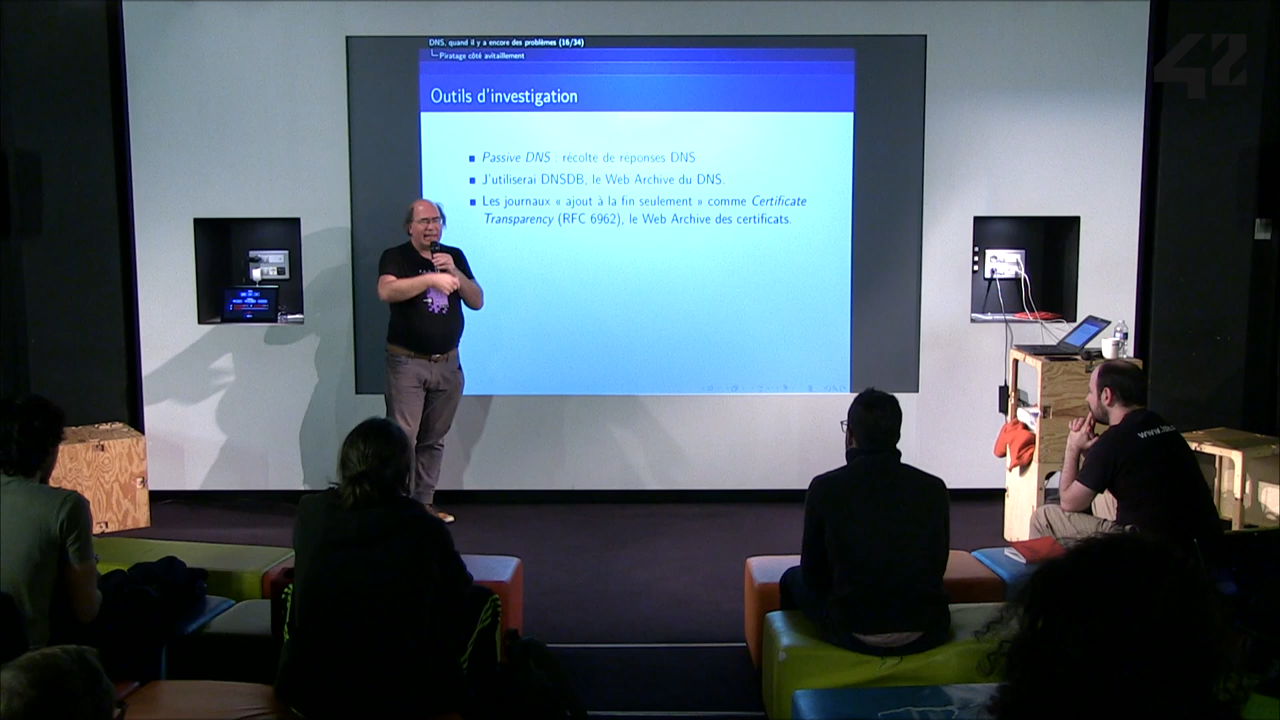 DNS, quand il y a encore des problèmes (16/34)
Piratage côté avitaillement
Outils d'investigation
Passive DNS : récolte de réponses DNS
J'utiliserai DNSDB, le Web Archive du DNS.
Les journaux « ajout à la fin seulement » comme Certificate
Transparency (RFC 6962), le Web Archive des certificats.
42